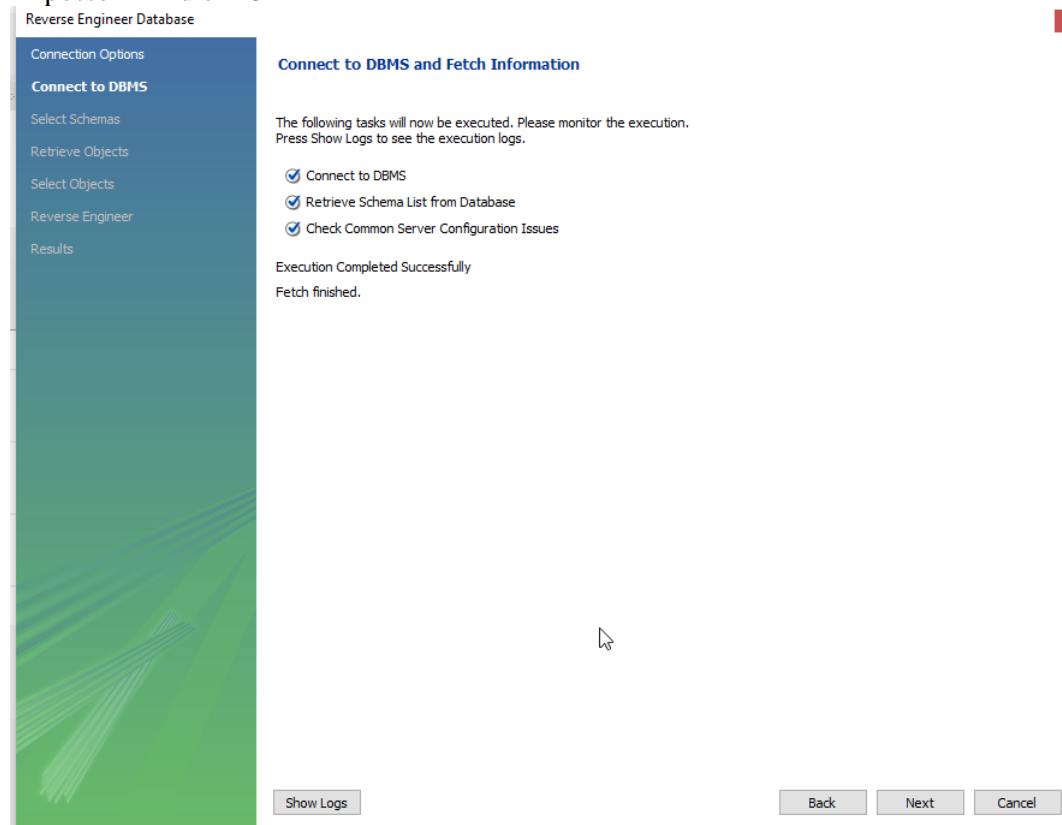 Reverse Engineer Database
Connection Options
Connect to DBMS
Select Schemas
Retrieve Objects
Select Objects
Reverse Engineer
Results
Connect to DBMS and Fetch Information
The following tasks will now be executed. Please monitor the execution.
Press Show Logs to see the execution logs.
Connect to DBMS
Retrieve Schema List from Database
Check Common Server Configuration Issues
Execution Completed Successfully
Fetch finished.
Show Logs
Back
Next
Cancel